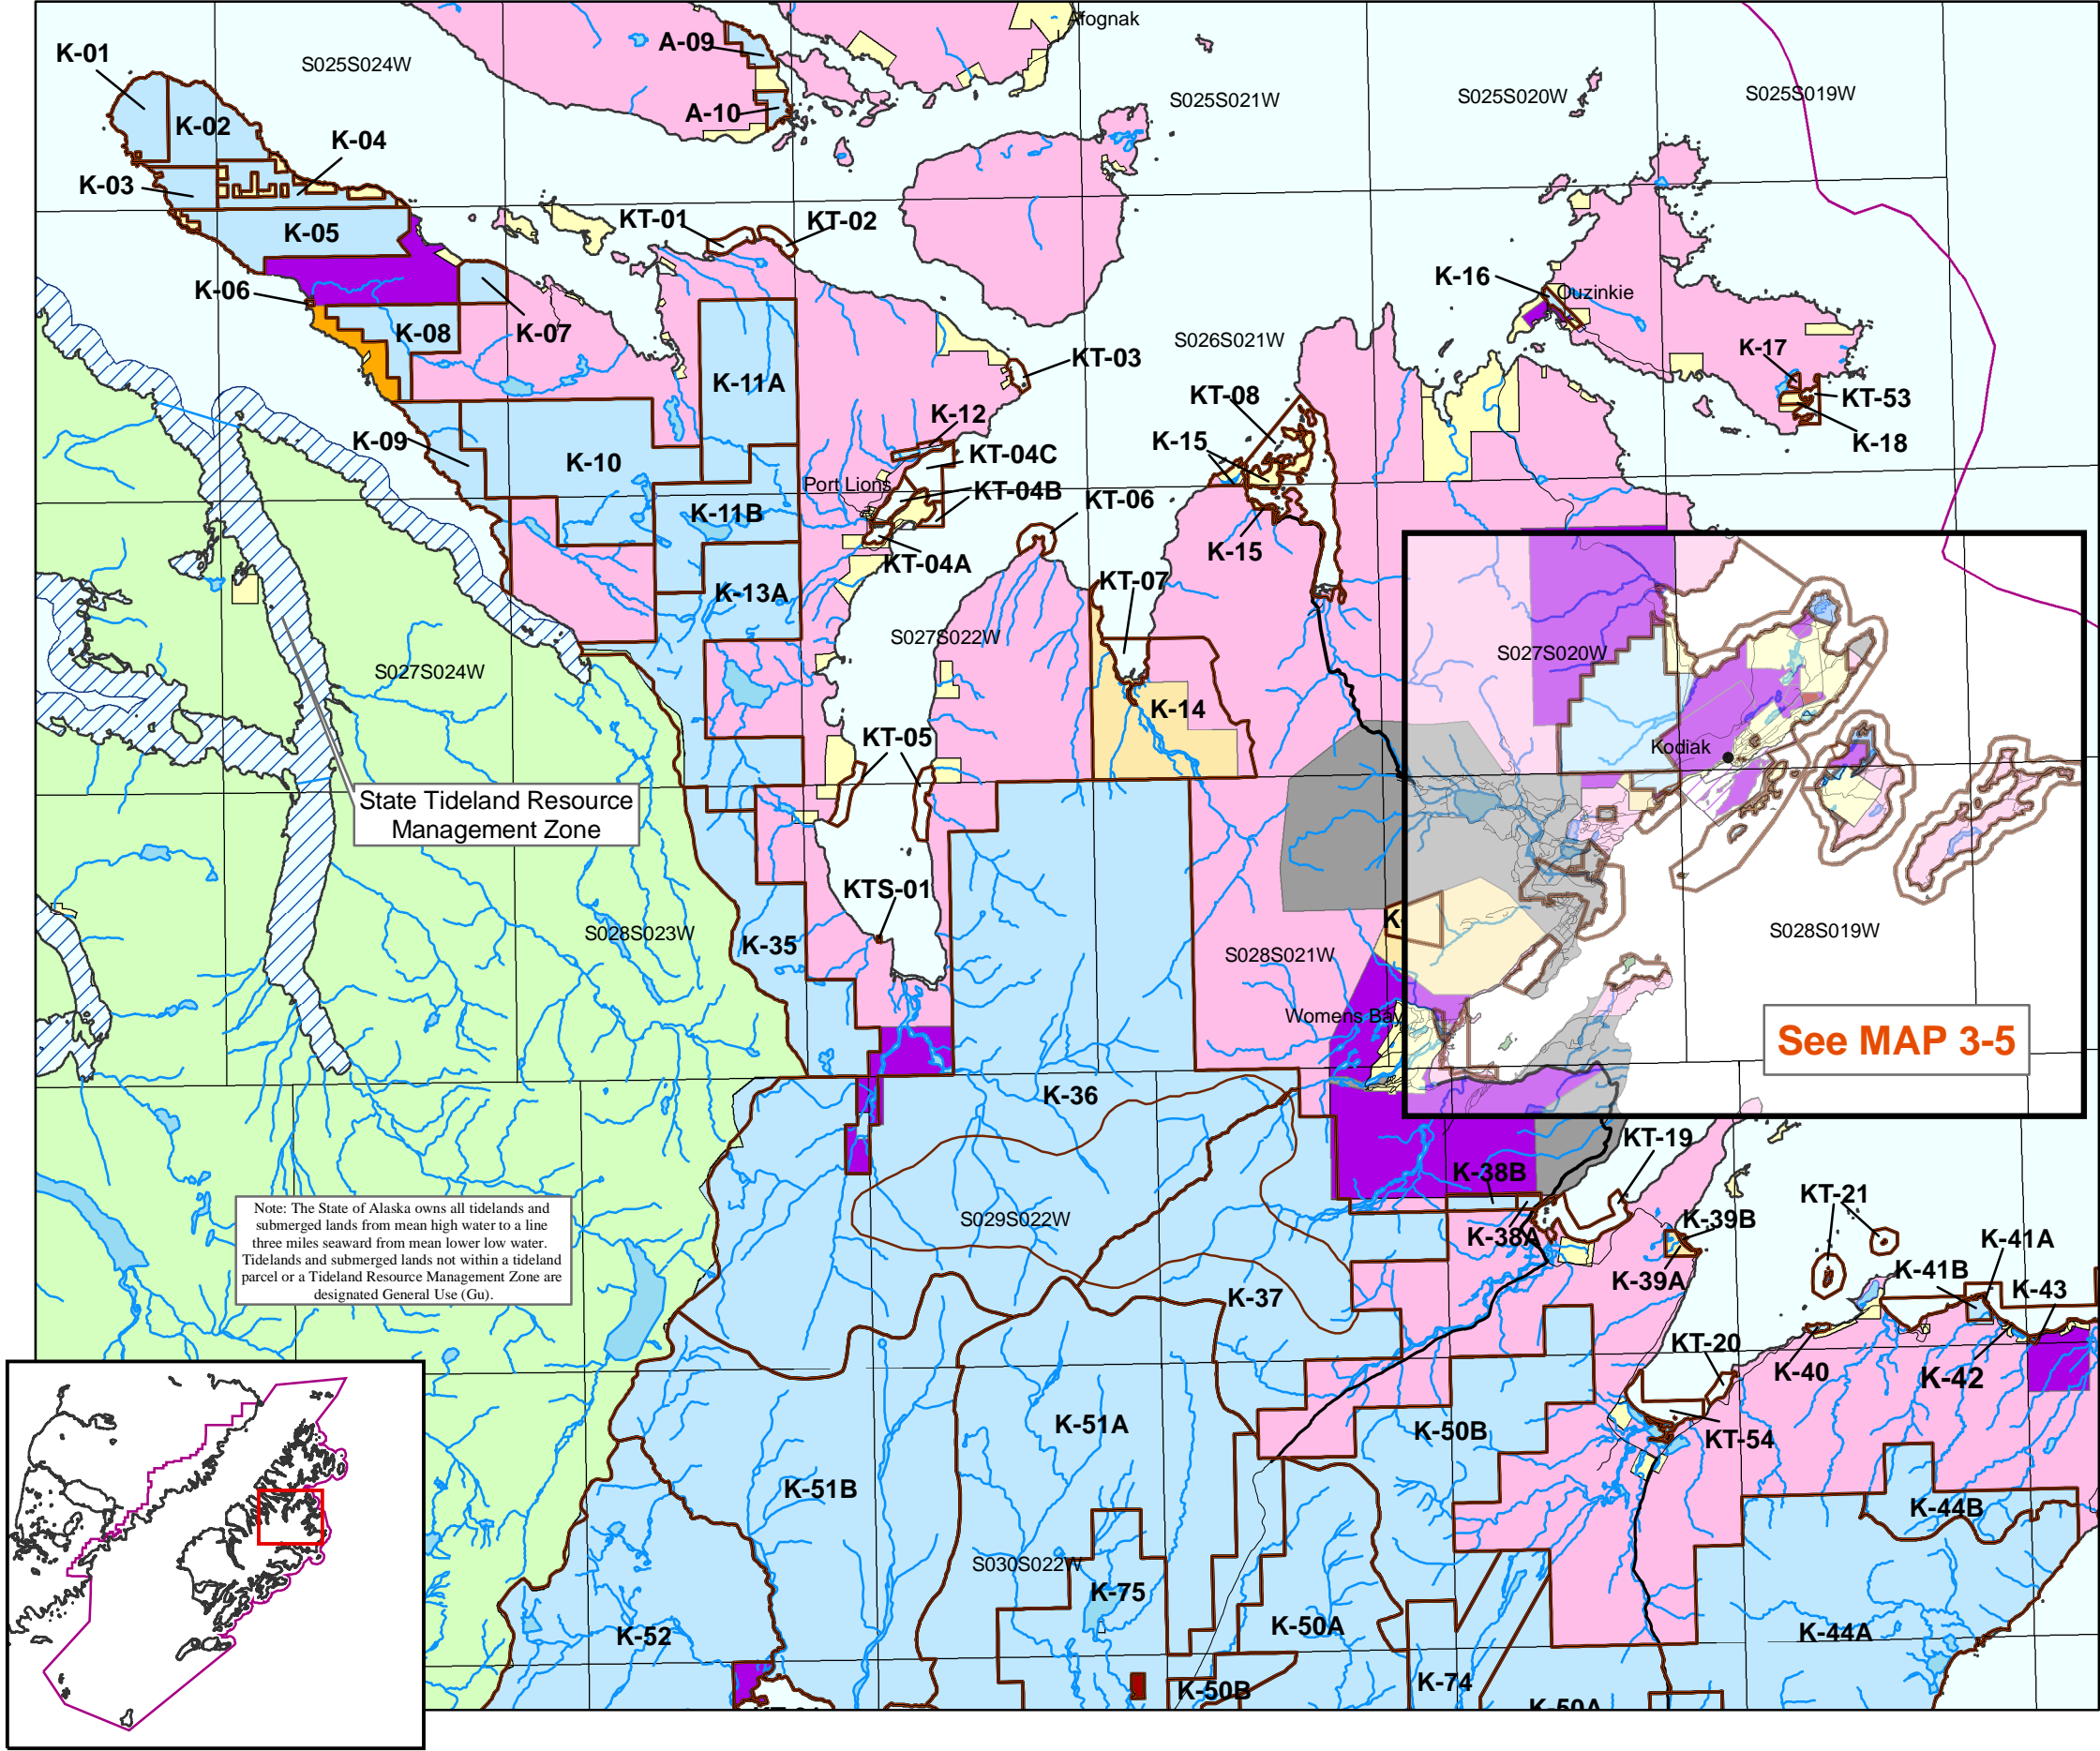 Afognak
A-09
K-01
S025S024W
S025S021W
S025S020W
S025S019W
A-10
K-02
K-04
K-03
KT-01
KT-02
K-05
K-16
Ouzinkie
K-06
K-08
K-07
S026S021W
K-17
KT-03
K-11A
KT-08
KT-53
K-12
K-15
K-18
K-09
KT-04C
K-10
Port Lions
KT-04B
KT-06
K-11B
K-15
KT-04A
KT-07
K-13A
S027S022W
S027S020W
S027S024W
K-14
KT-05
Kodiak
State Tideland Resource
Management Zone
KTS-01
K-
S028S023W
K-35
S028S021W
S028S019W
Womens Bay
See MAP 3-5
K-36
KT-19
K-38B
KT-21
Note: The State of Alaska owns all tidelands and
submerged lands from mean high water to a line
three miles seaward from mean lower low water.
Tidelands and submerged lands not within a tideland
parcel or a Tideland Resource Management Zone are
designated General Use (Gu).
S029S022W
K-39B
K-38A
K-41A
K-41B
K-39A
K-43
K-37
KT-20
K-40
K-42
K-51A
K-50B
KT-54
K-51B
K-44B
S030S022W
K-75
K-50A
K-44A
K-52
K-74
K-50B
K-50A